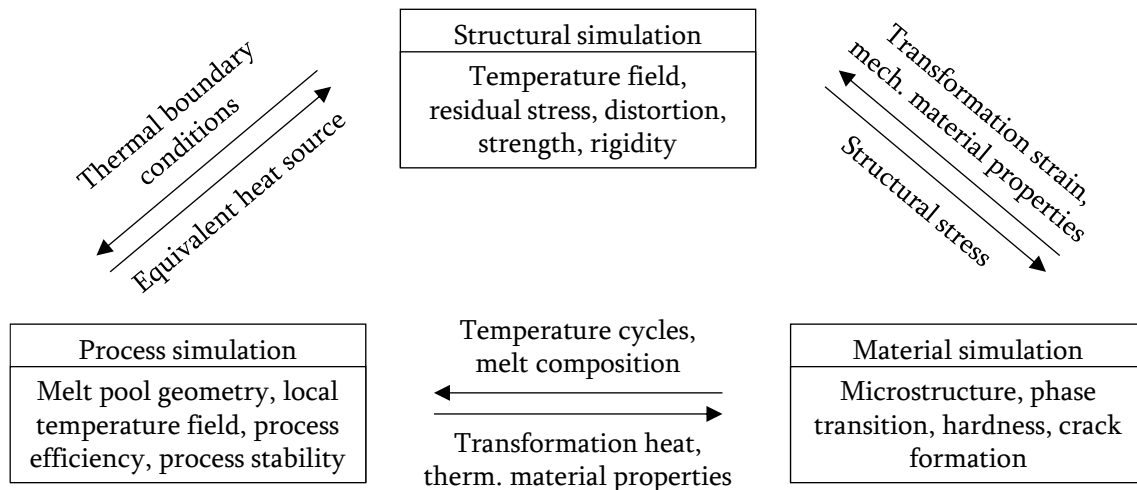 Structural simulation
Temperature field,
residual stress, distortion,
strength, rigidity
Thermal boundary
conditions
Equivalent heat source
Transformation strain,
mech. material properties
Structural stress
Process simulation
Melt pool geometry, local
temperature field, process
efficiency, process stability
Temperature cycles,
melt composition
Transformation heat,
therm. material properties
Material simulation
Microstructure, phase
transition, hardness, crack
formation